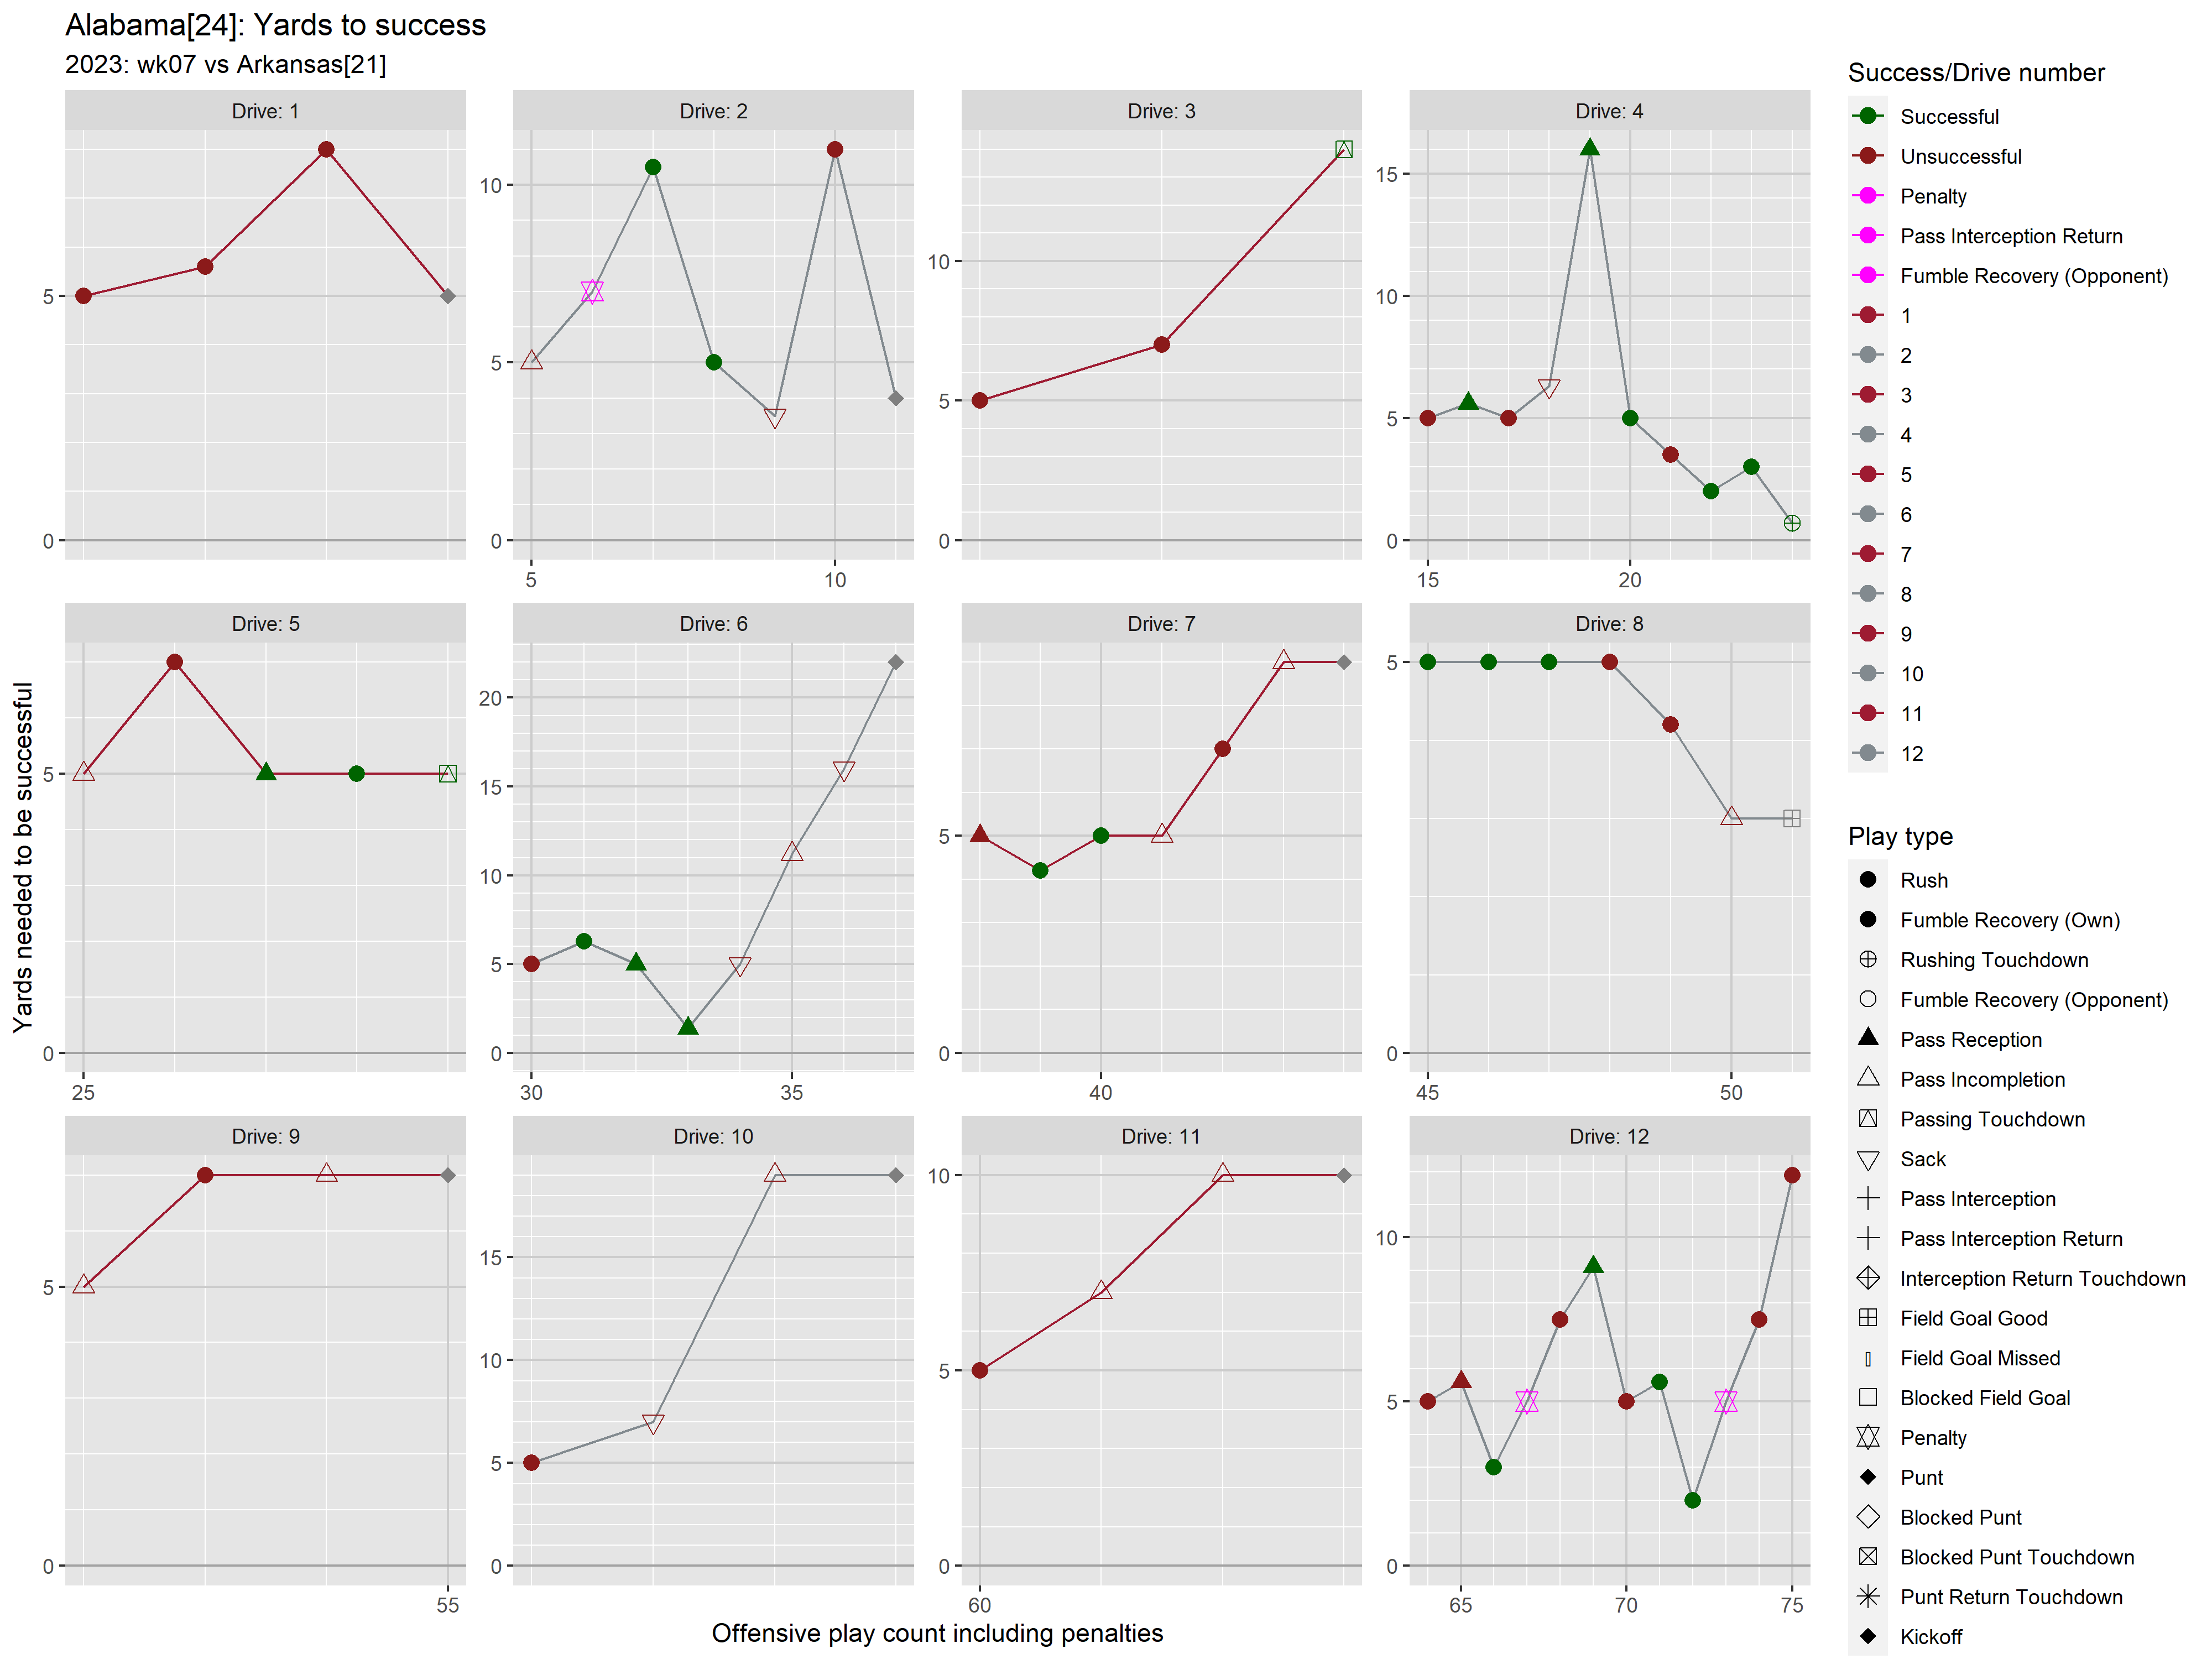 Alabama[24]: Yards to success
2023: wk07 vs Arkansas[21]
Drive: 1
Drive: 2
Drive: 3
Drive: 4
5
0
10
5
0
5
10
10
5
0
15
10
5
0
15
20
Drive: 5
Drive: 6
Drive: 7
Drive: 8
5
0
25
20
15
10
5
0
30
35
5
0
40
5
0
45
50
Drive: 9
Drive: 10
Drive: 11
Drive: 12
5
0
55
15
10
5
0
10
5
0
60
10
5
0
65
70
75
Yards needed to be successful
Offensive play count including penalties
Success/Drive number
Successful
Unsuccessful
Penalty
Pass Interception Return
Fumble Recovery (Opponent)
1
2
3
4
5
6
7
8
9
10
11
12
Play type
Rush
Fumble Recovery (Own)
Rushing Touchdown
Fumble Recovery (Opponent)
Pass Reception
Pass Incompletion
Passing Touchdown
Sack
Pass Interception
Pass Interception Return
Interception Return Touchdown
Field Goal Good
Field Goal Missed
Blocked Field Goal
Penalty
Punt
Blocked Punt
Blocked Punt Touchdown
Punt Return Touchdown
Kickoff